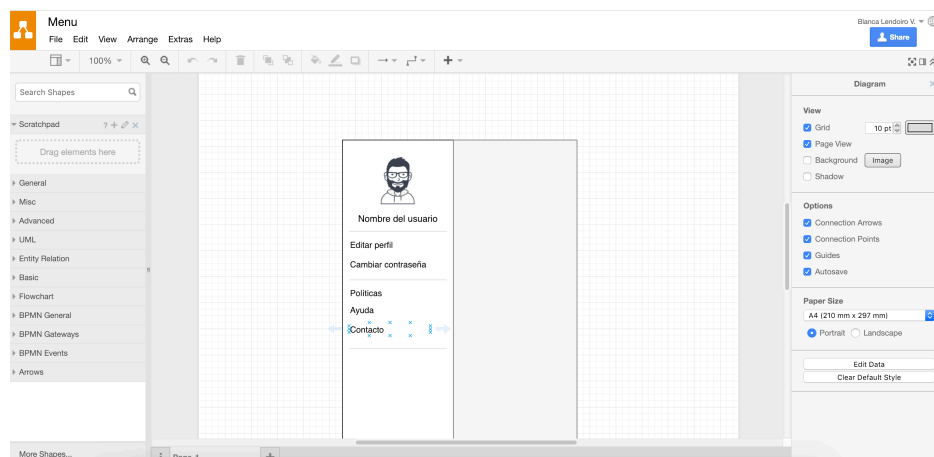 Menu
Blanca Lendoiro V.
File Edit View Arrange Extras Help
Share
100%
Search Shapes
Scratchpad
?
Drag elements here
General
Misc
Advanced
UML
Entity Relation
Basic
Flowchart
BPMN General
BPMN Gateways
BPMN Events
Arrows
More Shapes...
Nombre del usuario
Editar perfil
Cambiar contraseña
Políticas
Ayuda
Contacto
Diagram
View
Grid 10 pt
Page View
Background Image
Shadow
Options
Connection Arrows
Connection Points
Guides
Autosave
Paper Size
A4 (210 mm x 297 mm)
Portrait Landscape
Edit Data
Clear Default Style